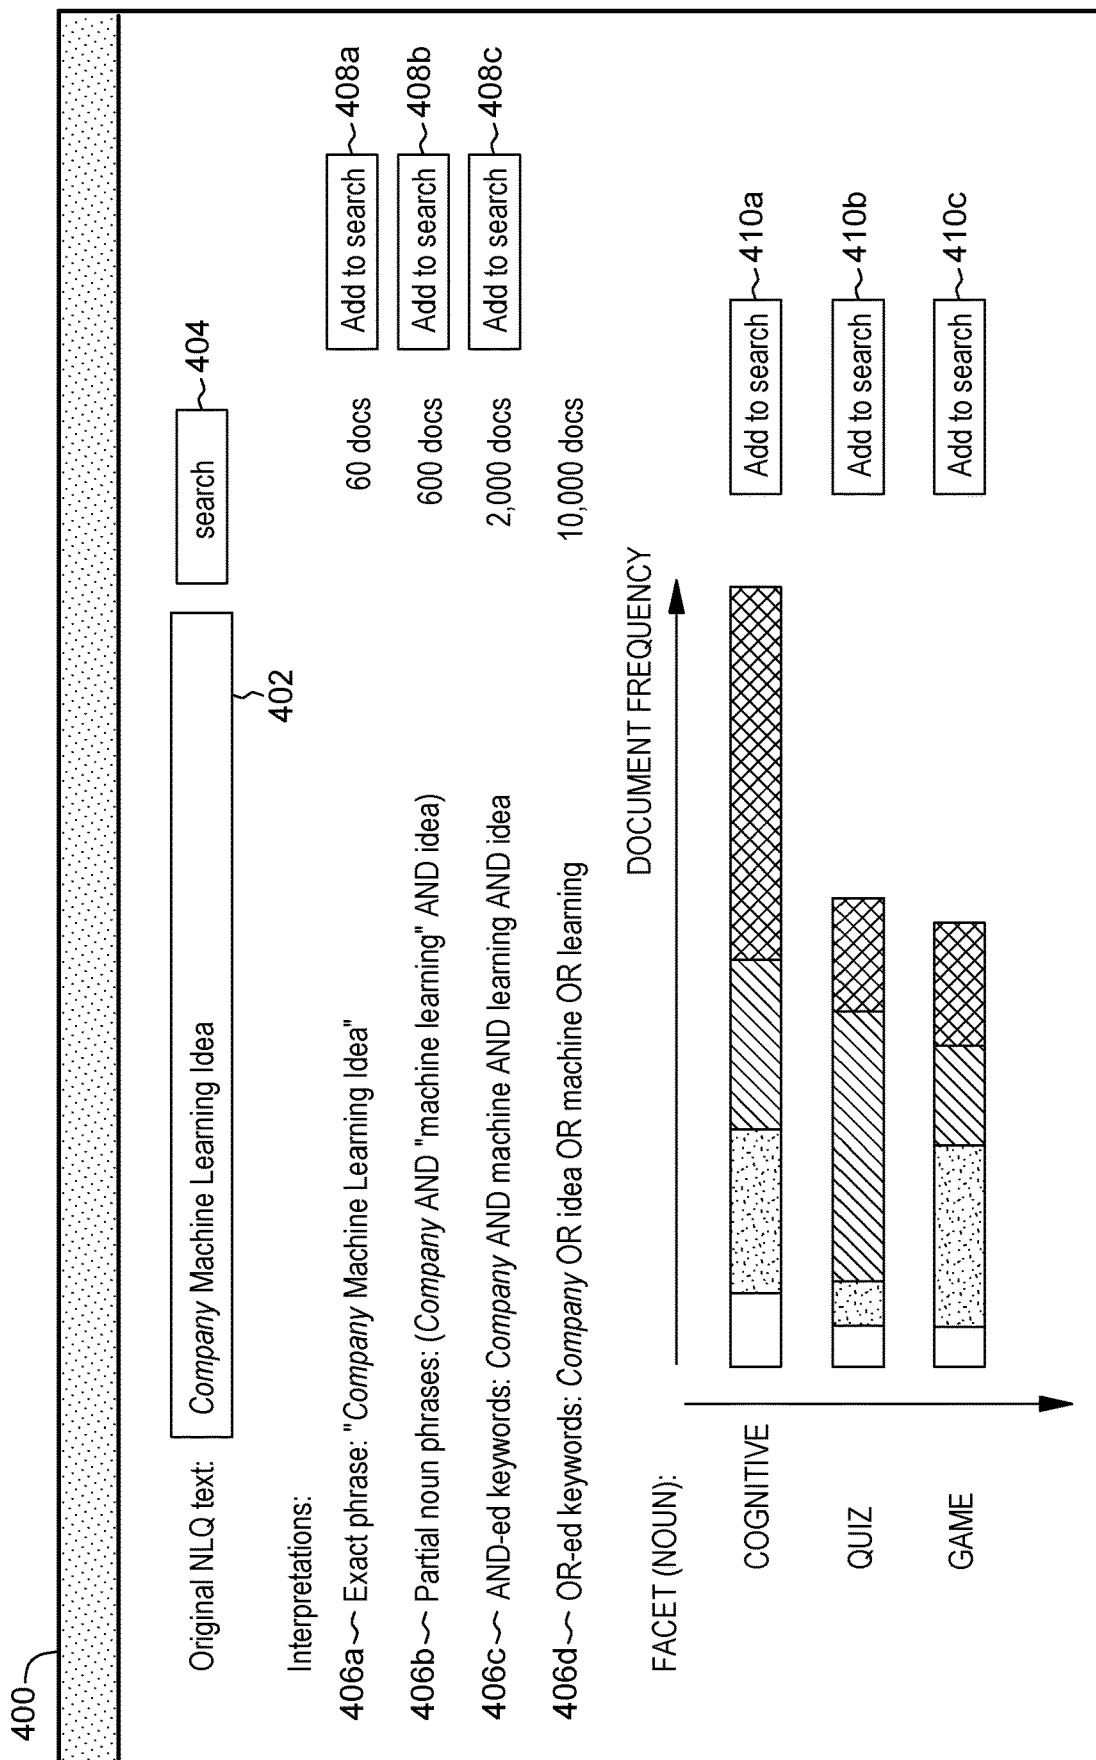 400
Original NLQ text: Company Machine Learning Idea search 404
402
Interpretations:
406a Exact phrase: "Company Machine Learning Idea" 60 docs Add to search 408a
406b Partial noun phrases: (Company AND "machine learning" AND idea) 600 docs Add to search 408b
406c AND-ed keywords: Company AND machine AND learning AND idea 2,000 docs Add to search 408c
406d OR-ed keywords: Company OR idea OR machine OR learning 10,000 docs
DOCUMENT FREQUENCY
FACET (NOUN):
COGNITIVE Add to search 410a
QUIZ Add to search 410b
GAME Add to search 410c